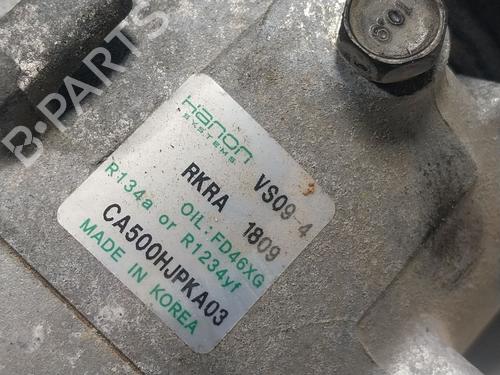 Hanon
SYSTEMS
VS09-4
RKRA 1809
OIL : FD46XG
R134a or R1234yf
CA500HJPKA03
MADE IN KOREA
B-PARTS
10.9